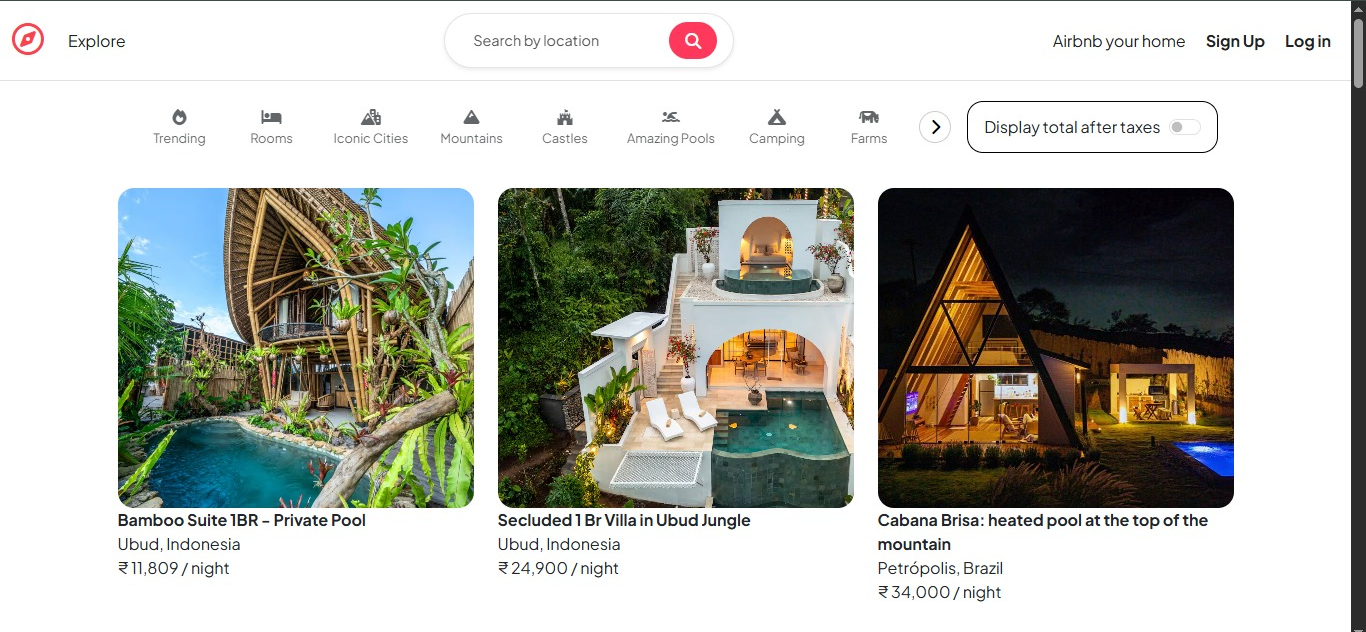 Explore
Search by location
Airbnb your home
Sign Up
Log in
Trending
Rooms
Iconic Cities
Mountains
Castles
Amazing Pools
Camping
Farms
Display total after taxes
Bamboo Suite 1BR - Private Pool
Ubud, Indonesia
₹ 11,809 / night
Secluded 1 Br Villa in Ubud Jungle
Ubud, Indonesia
₹ 24,900 / night
Cabana Brisa: heated pool at the top of the
mountain
Petrópolis, Brazil
₹ 34,000 / night